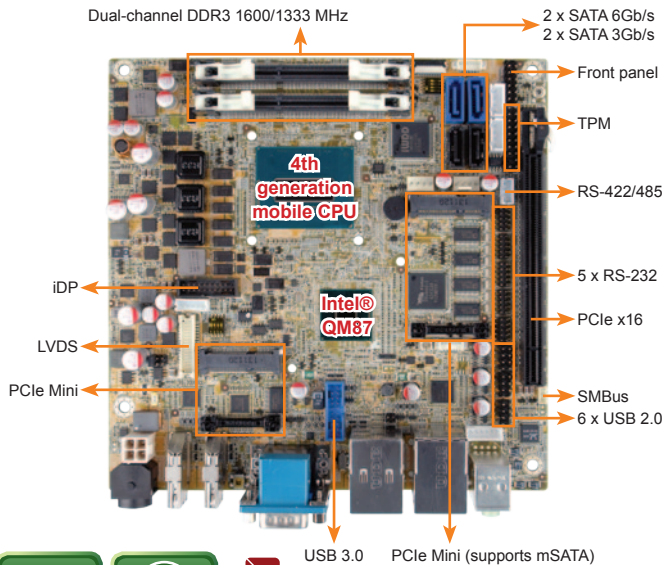 Dual-channel DDR3 1600/1333 MHz
2 x SATA 6Gb/s
2 x SATA 3Gb/s
Front panel
TPM
4th
generation
mobile CPU
RS-422/485
iDP
5 x RS-232
Intel®
QM87
PCIe x16
LVDS
PCIe Mini
SMBus
6 x USB 2.0
USB 3.0
PCIe Mini (supports mSATA)